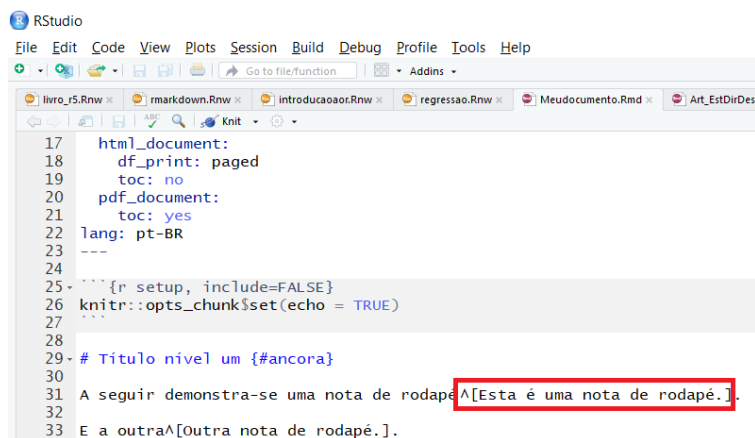 RStudio
File Edit Code View Plots Session Build Debug Profile Tools Help
Go to file/function Addins
livro_r5.Rnw rmarkdown.Rnw introducaoaor.Rnw regressao.Rnw Meudocumento.Rmd Art_EstDirDes
ABC Knit
17 html_document:
18 df_print: paged
19 toc: no
20 pdf_document:
21 toc: yes
22 lang: pt-BR
23 ---
24
25 ```{r setup, include=FALSE}
26 knitr::opts_chunk$set(echo = TRUE)
27 ```
28
29 # Título nível um {#ancora}
30
31 A seguir demonstra-se uma nota de rodapé^[Esta é uma nota de rodapé.].
32
33 E a outra^[Outra nota de rodapé.].